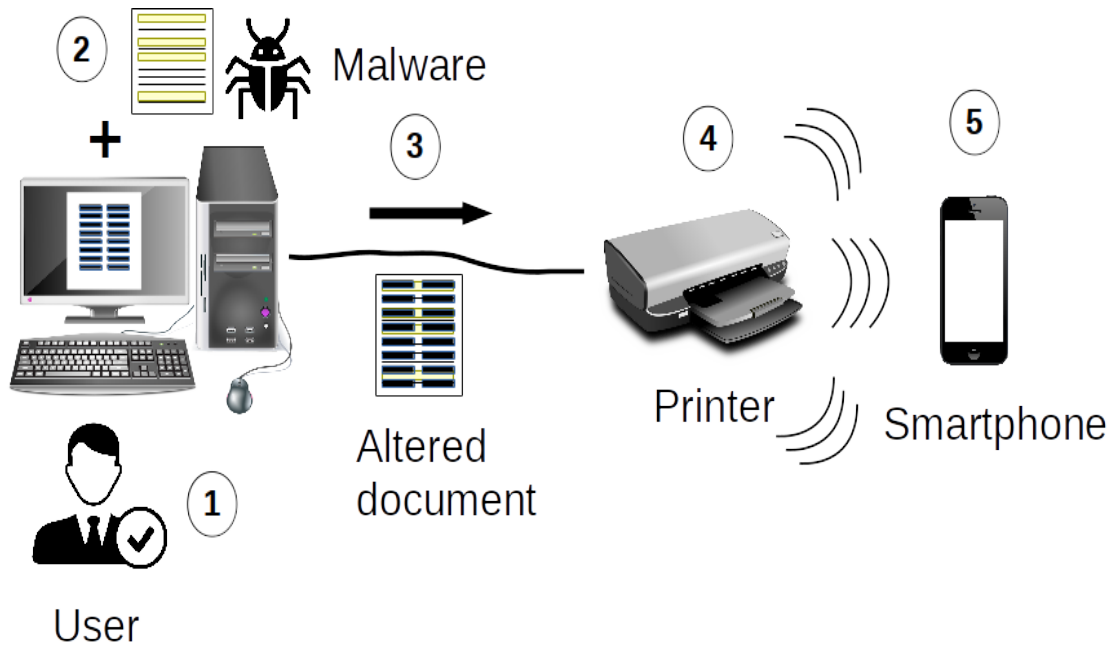 2
Malware
+
3
4
5
Printer
Smartphone
Altered
document
1
User